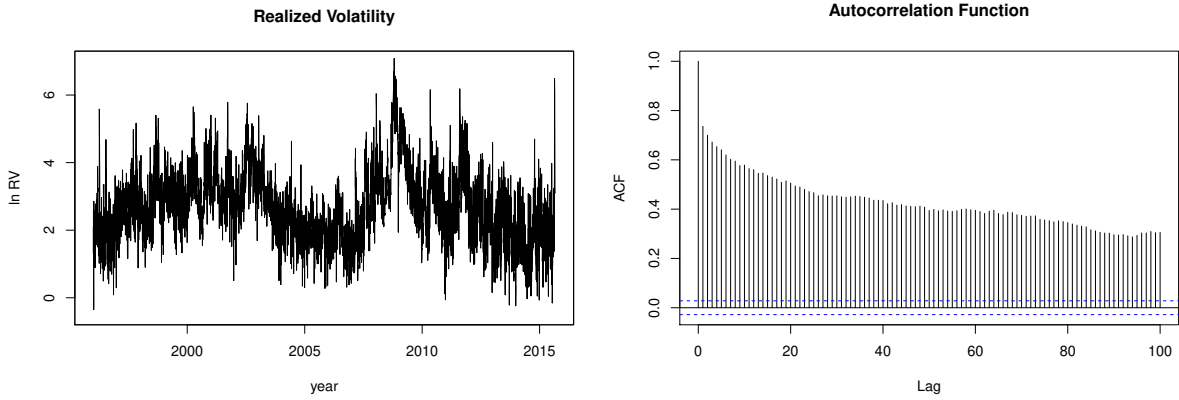 Realized Volatility
ln RV
6
4
2
0
2000 2005 2010 2015
year
Autocorrelation Function
ACF
1.0
0.8
0.6
0.4
0.2
0.0
0 20 40 60 80 100
Lag